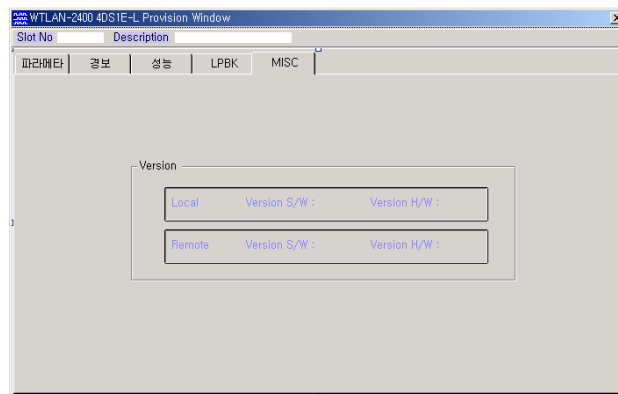 WTLAN-2400 4DS1E-L Provision Window
Slot No Description
파라메타 경보 성능 LPBK MISC
Version
Local Version S/W : Version H/W :
Remote Version S/W : Version H/W :